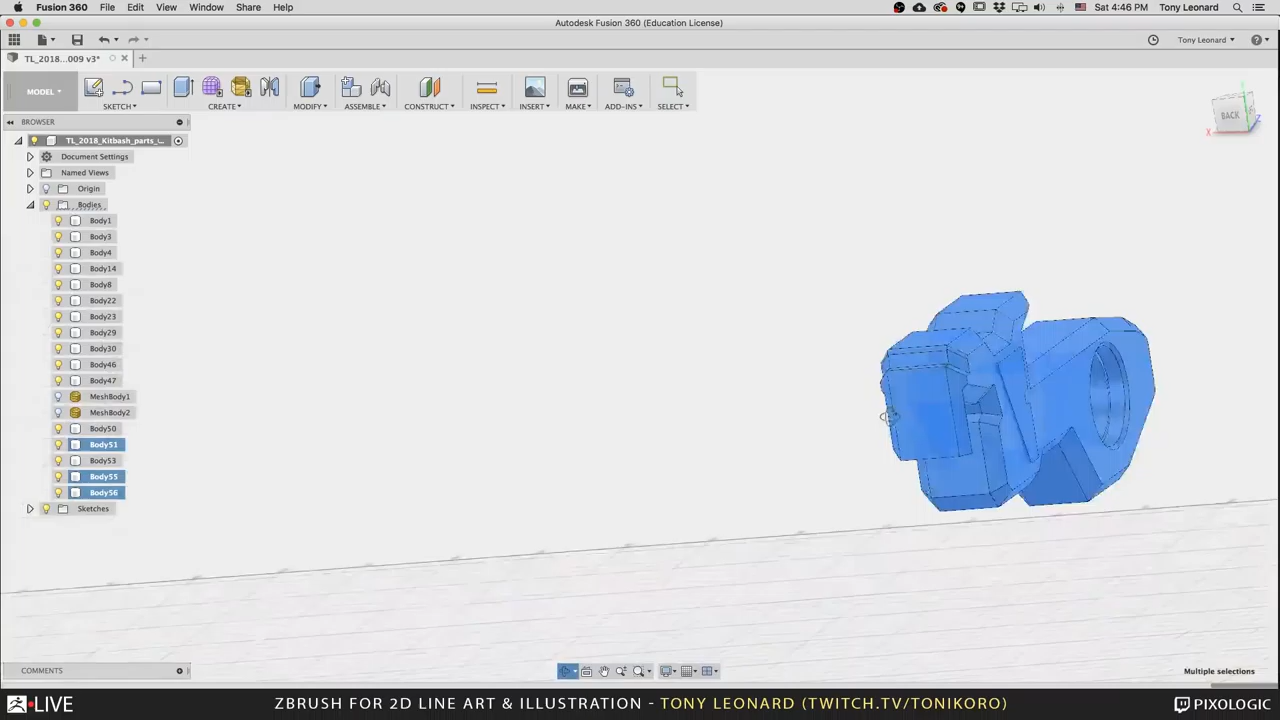 Fusion 360 File Edit View Window Share Help Sat 4:46 PM Tony Leonard
Autodesk Fusion 360 (Education License)
Tony Leonard
TL_2018...009 v3*
MODEL
SKETCH CREATE MODIFY ASSEMBLE CONSTRUCT INSPECT INSERT MAKE ADD-INS SELECT
BROWSER
BACK
X
Z
TL_2018_Kitbash_parts_i...
Document Settings
Named Views
Origin
Bodies
Body1
Body3
Body4
Body14
Body8
Body22
Body23
Body29
Body30
Body46
Body47
MeshBody1
MeshBody2
Body50
Body51
Body53
Body55
Body56
Sketches
COMMENTS
Multiple selections
LIVE
ZBRUSH FOR 2D LINE ART & ILLUSTRATION - TONY LEONARD (TWITCH.TV/TONIKORO)
PIXOLOGIC